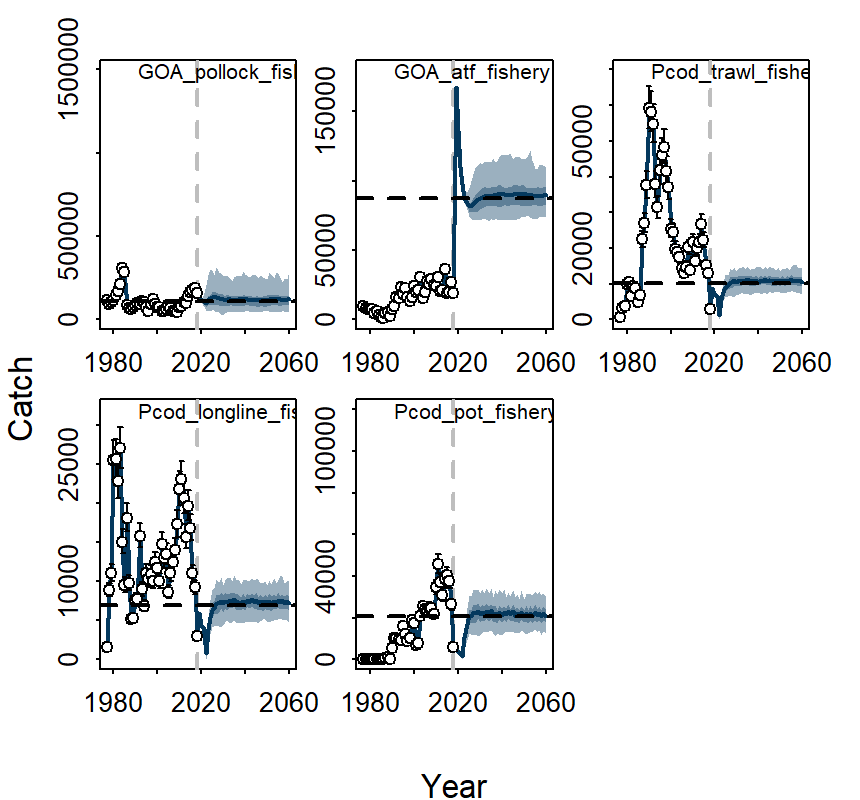 GOA_pollock_fis
GOA_atf_fishery
Pcod_trawl_fishe
1500000
500000
0
150000
50000
0
50000
20000
0
1980 2020 2060
1980 2020 2060
1980 2020 2060
Catch
Pcod_longline_fis
Pcod_pot_fishery
25000
10000
0
100000
40000
0
1980 2020 2060
1980 2020 2060
Year